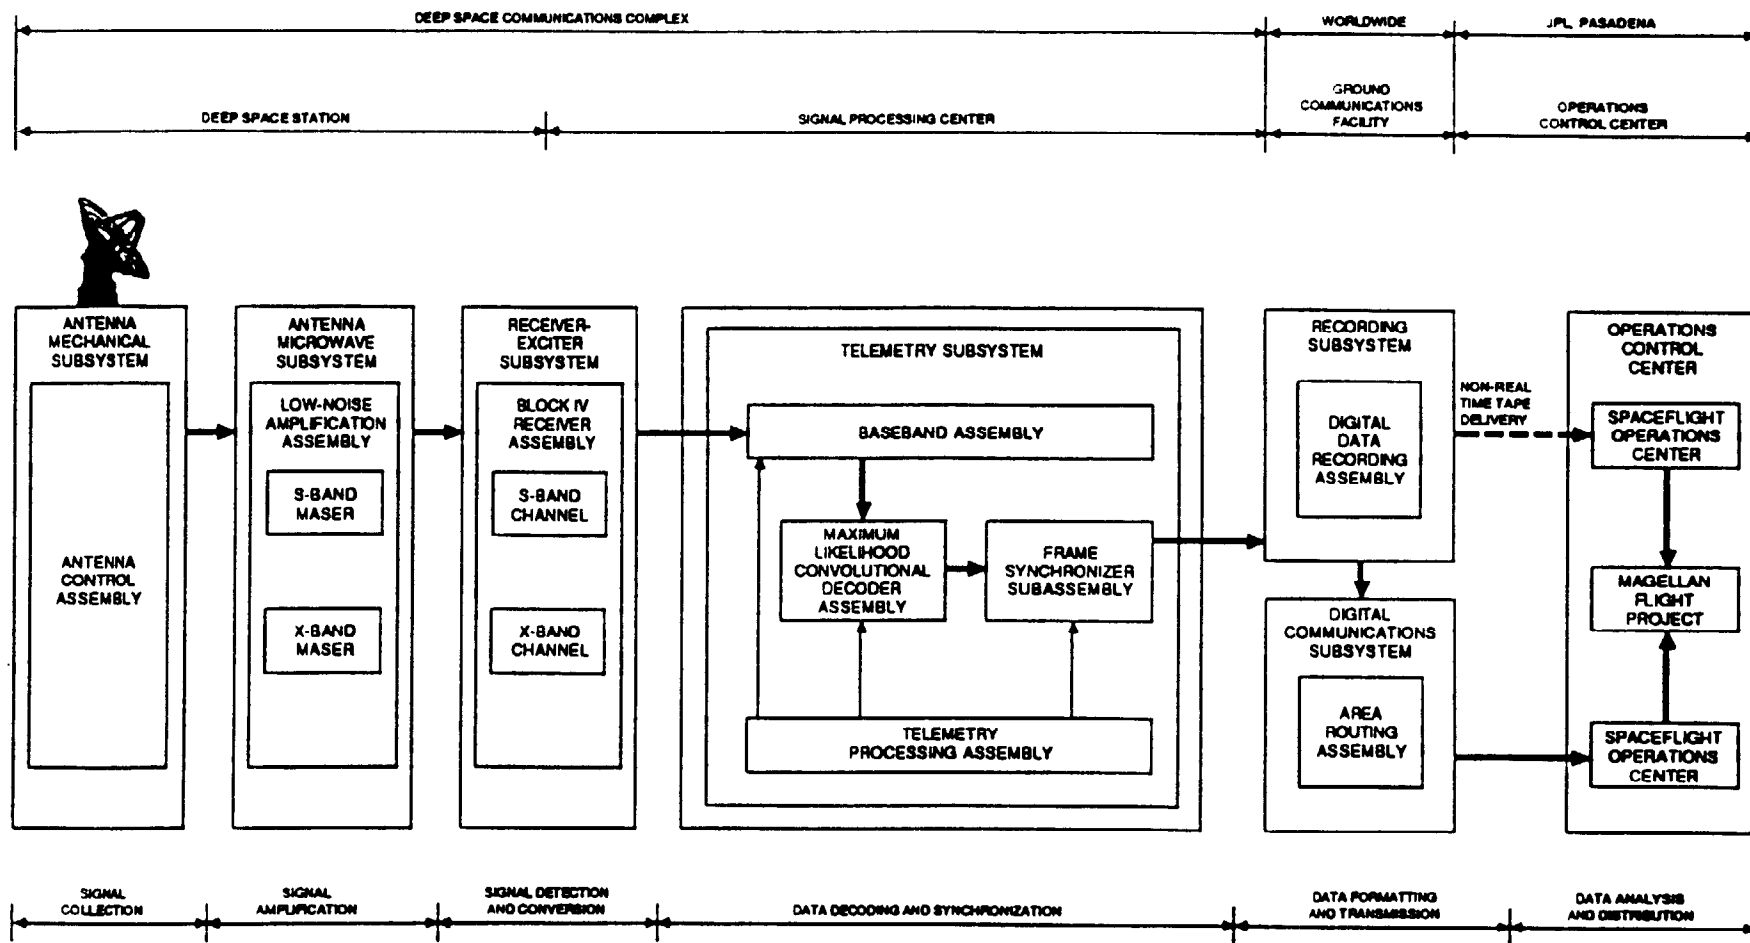 DEEP SPACE COMMUNICATIONS COMPLEX
WORLDWIDE
JPL, PASADENA
DEEP SPACE STATION
SIGNAL PROCESSING CENTER
GROUND
COMMUNICATIONS
FACILITY
OPERATIONS
CONTROL CENTER
ANTENNA
MECHANICAL
SUBSYSTEM
ANTENNA
CONTROL
ASSEMBLY
ANTENNA
MICROWAVE
SUBSYSTEM
LOW-NOISE
AMPLIFICATION
ASSEMBLY
S-BAND
MASER
X-BAND
MASER
RECEIVER-
EXCITER
SUBSYSTEM
BLOCK IV
RECEIVER
ASSEMBLY
S-BAND
CHANNEL
X-BAND
CHANNEL
TELEMETRY SUBSYSTEM
BASEBAND ASSEMBLY
MAXIMUM
LIKELIHOOD
CONVOLUTIONAL
DECODER
ASSEMBLY
FRAME
SYNCHRONIZER
SUBASSEMBLY
TELEMETRY
PROCESSING ASSEMBLY
RECORDING
SUBSYSTEM
DIGITAL
DATA
RECORDING
ASSEMBLY
DIGITAL
COMMUNICATIONS
SUBSYSTEM
AREA
ROUTING
ASSEMBLY
NON-REAL
TIME TAPE
DELIVERY
OPERATIONS
CONTROL
CENTER
SPACEFLIGHT
OPERATIONS
CENTER
MAGELLAN
FLIGHT
PROJECT
SPACEFLIGHT
OPERATIONS
CENTER
SIGNAL
COLLECTION
SIGNAL
AMPLIFICATION
SIGNAL DETECTION
AND CONVERSION
DATA DECODING AND SYNCHRONIZATION
DATA FORMATTING
AND TRANSMISSION
DATA ANALYSIS
AND DISTRIBUTION